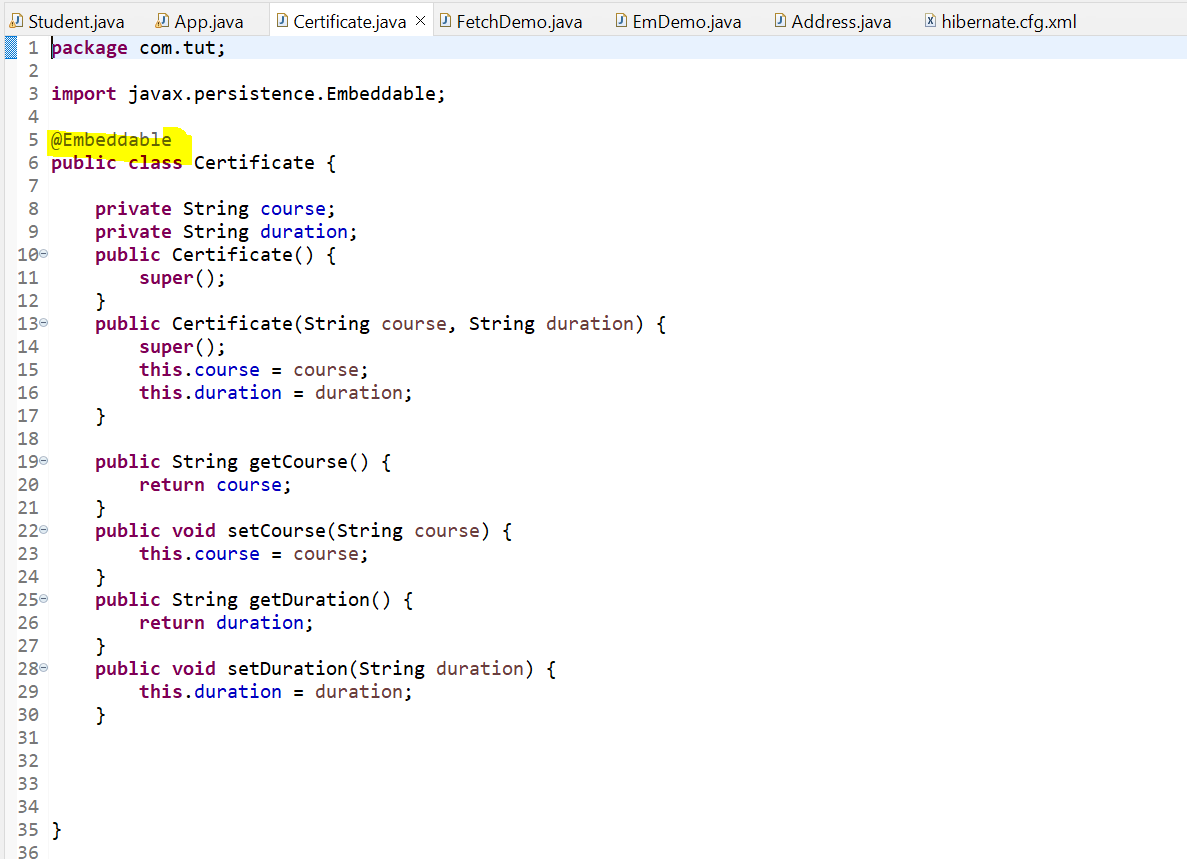 Student.java App.java Certificate.java FetchDemo.java EmDemo.java Address.java hibernate.cfg.xml
1 package com.tut;
2
3 import javax.persistence.Embeddable;
4
5 @Embeddable
6 public class Certificate {
7
8     private String course;
9     private String duration;
10     public Certificate() {
11         super();
12     }
13     public Certificate(String course, String duration) {
14         super();
15         this.course = course;
16         this.duration = duration;
17     }
18
19     public String getCourse() {
20         return course;
21     }
22     public void setCourse(String course) {
23         this.course = course;
24     }
25     public String getDuration() {
26         return duration;
27     }
28     public void setDuration(String duration) {
29         this.duration = duration;
30     }
31
32
33
34
35 }
36